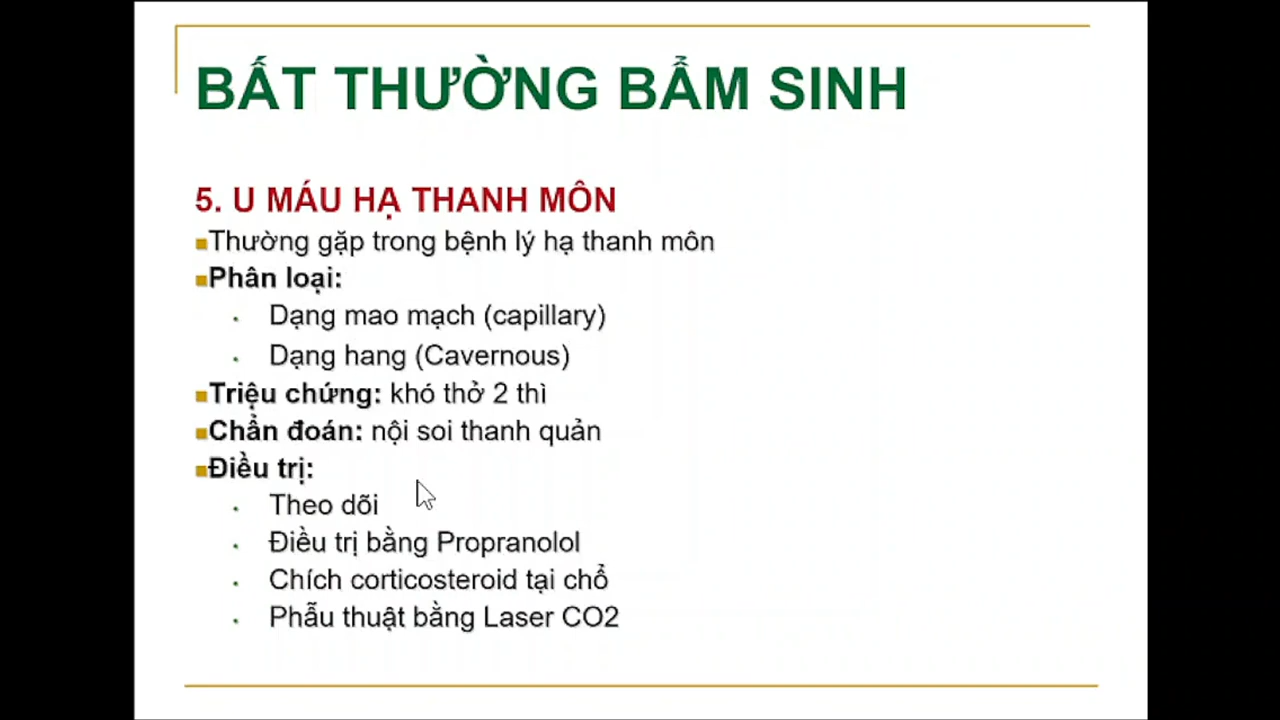 BẤT THƯỜNG BẨM SINH
5. U MÁU HẠ THANH MÔN
Thường gặp trong bệnh lý hạ thanh môn
Phân loại:
Dạng mao mạch (capillary)
Dạng hang (Cavernous)
Triệu chứng: khó thở 2 thì
Chẩn đoán: nội soi thanh quản
Điều trị:
Theo dõi
Điều trị bằng Propranolol
Chích corticosteroid tại chổ
Phẫu thuật bằng Laser CO2